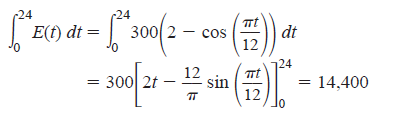 ∫₀²⁴ E(t) dt = ∫₀²⁴ 300(2 − cos (πt/12)) dt
= 300[2t − 12/π sin (πt/12)]₀²⁴ = 14,400